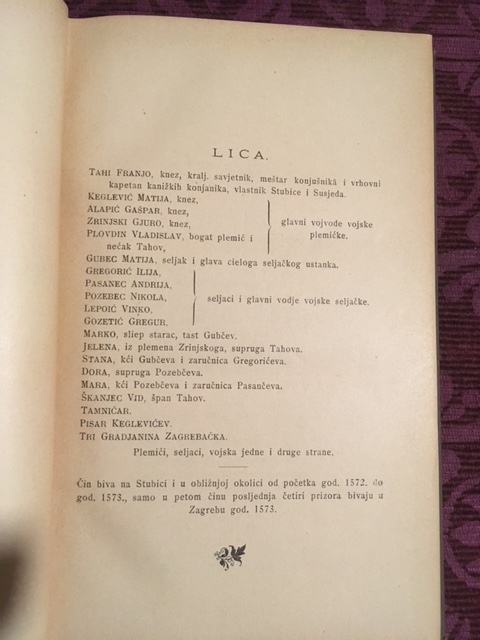 LICA.
TAHI FRANJO, knez, kralj. savjetnik, meštar konjušnikâ i vrhovni
kapetan kanižkih konjanika, vlastnik Stubice i Susjeda.
KEGLEVIĆ MATIJA, knez,
ALAPIĆ GAŠPAR, knez,
ZRINJSKI GJURO, knez,
PLOVDIN VLADISLAV, bogat plemić i
nećak Tahov,
glavni vojvode vojske
plemićke.
GUBEC MATIJA, seljak i glava cieloga seljačkog ustanka.
GREGORIĆ ILIJA,
PASANEC ANDRIJA,
POZEBEC NIKOLA,
LEPOIĆ VINKO,
GOZETIĆ GREGUR,
seljaci i glavni vodje vojske seljačke.
MARKO, sliep starac, tast Gubčev.
JELENA, iz plemena Zrinjskoga, supruga Tahova.
STANA, kći Gubčeva i zaručnica Gregorićeva.
DORA, supruga Pozebčeva.
MARA, kći Pozebčeva i zaručnica Pasančeva.
ŠKANJEC VID, špan Tahov.
TAMNIČAR.
PISAR KEGLEVIĆEV.
TRI GRADJANINA ZAGREBAČKA.
Plemići, seljaci, vojska jedne i druge strane.
Čin biva na Stubici i u obližnjoj okolici od početka god. 1572. do
god. 1573., samo u petom činu posljednja četiri prizora bivaju u
Zagrebu god. 1573.